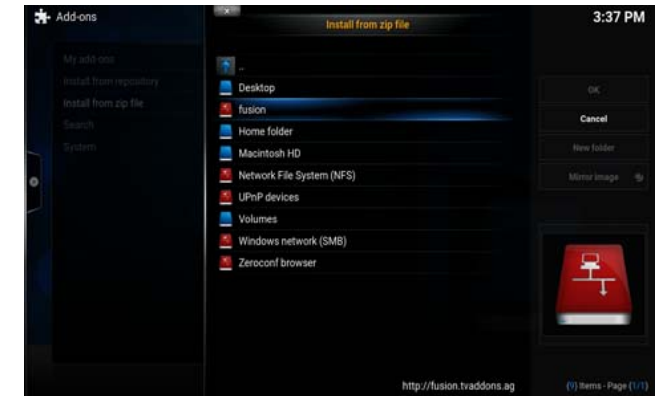 Add-ons
Install from zip file
3:37 PM
My add-ons
Install from repository
Install from zip file
Search
System
..
Desktop
fusion
Home folder
Macintosh HD
Network File System (NFS)
UPnP devices
Volumes
Windows network (SMB)
Zeroconf browser
OK
Cancel
New folder
Mirror image
http://fusion.tvaddons.ag
(9) Items - Page (1/1)